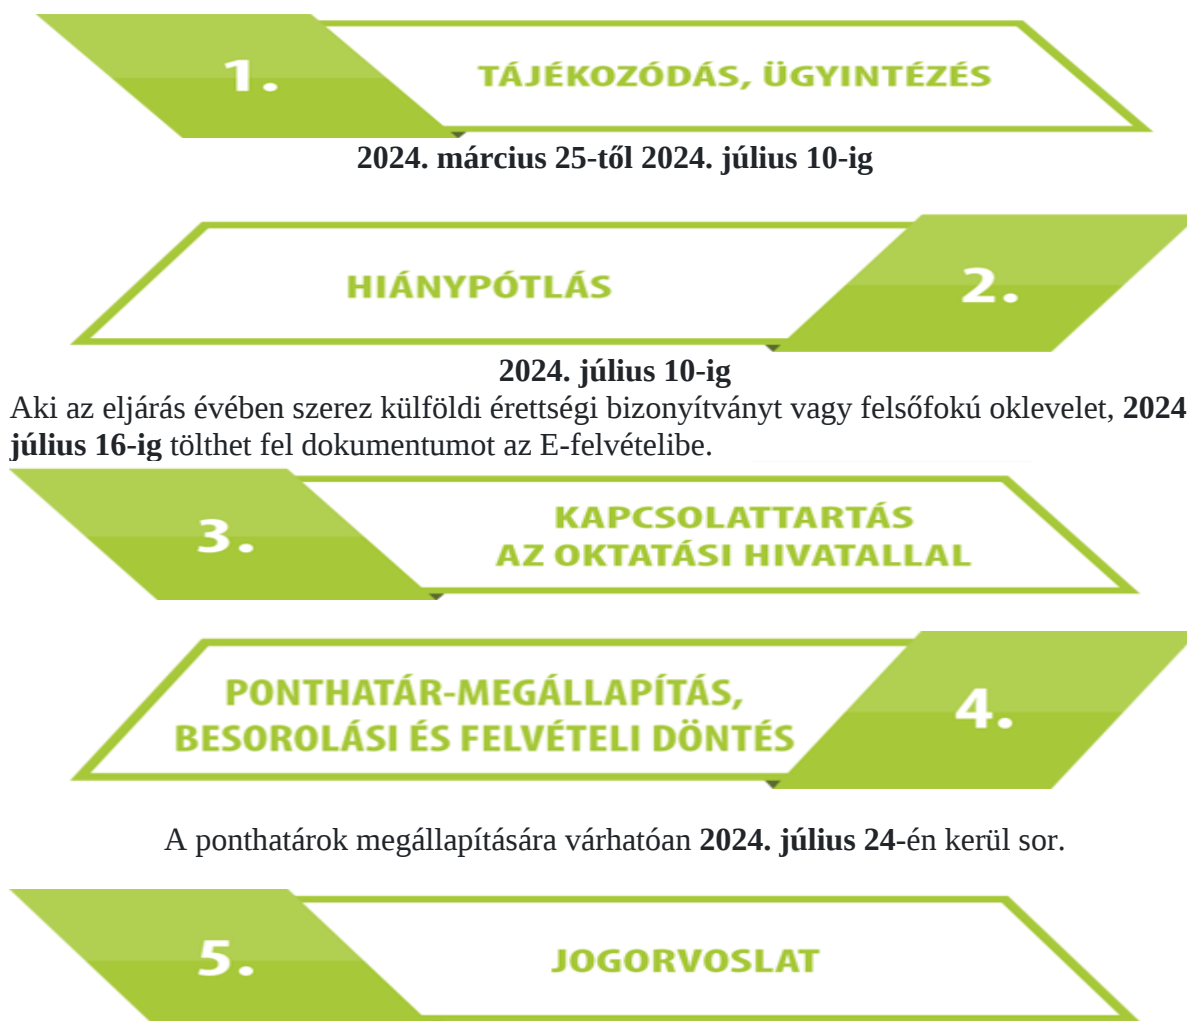 1.
TÁJÉKOZÓDÁS, ÜGYINTÉZÉS
2024. március 25-től 2024. július 10-ig
HIÁNYPÓTLÁS
2.
2024. július 10-ig
Aki az eljárás évében szerez külföldi érettségi bizonyítványt vagy felsőfokú oklevelet, 2024
július 16-ig tölthet fel dokumentumot az E-felvételibe.
3.
KAPCSOLATTARTÁS
AZ OKTATÁSI HIVATALLAL
PONTHATÁR-MEGÁLLAPÍTÁS,
BESOROLÁSI ÉS FELVÉTELI DÖNTÉS
4.
A ponthatárok megállapítására várhatóan 2024. július 24-én kerül sor.
5.
JOGORVOSLAT